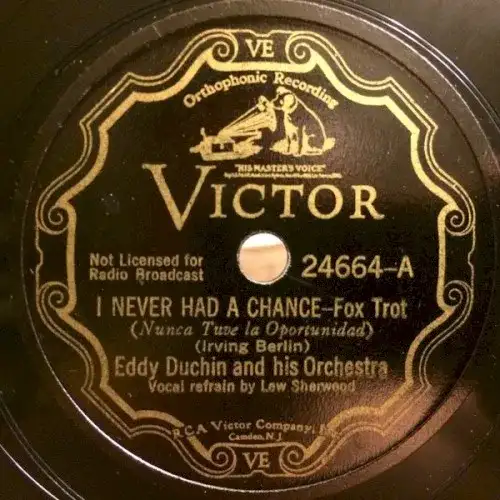 VE
Orthophonic Recording
"HIS MASTER'S VOICE"
VICTOR
Not Licensed for
Radio Broadcast
24664-A
I NEVER HAD A CHANCE-Fox Trot
(Nunca Tuve la Oportunidad)
(Irving Berlin)
Eddy Duchin and his Orchestra
Vocal refrain by Lew Sherwood
RCA Victor Company,
Camden, N.J.
VE